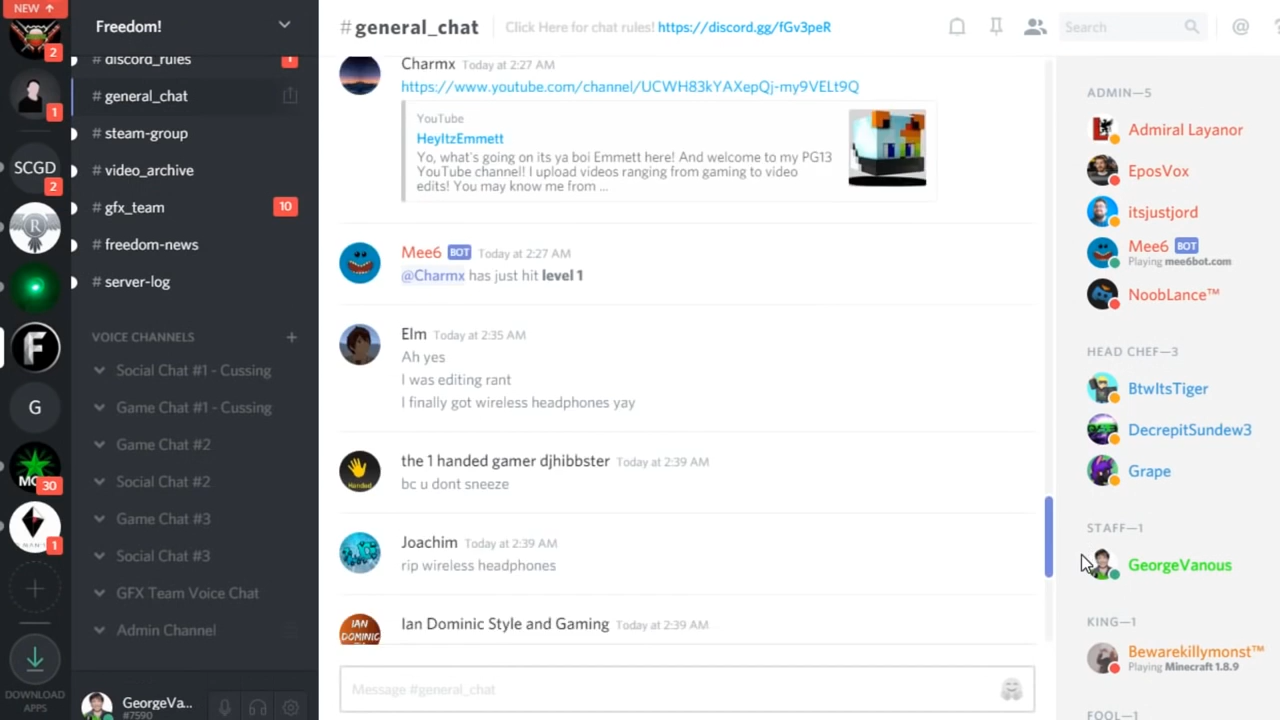 NEW ↑
2
1
SCGD
2
R
F
G
30
1
DOWNLOAD
APPS
Freedom!
# discord_rules
1
# general_chat
# steam-group
# video_archive
# gfx_team
10
# freedom-news
# server-log
VOICE CHANNELS +
Social Chat #1 - Cussing
Game Chat #1 - Cussing
Game Chat #2
Social Chat #2
Game Chat #3
Social Chat #3
GFX Team Voice Chat
Admin Channel
GeorgeVa...
#7590
# general_chat
Click Here for chat rules! https://discord.gg/fGv3peR
Search
@
?
Charmx Today at 2:27 AM
https://www.youtube.com/channel/UCWH83kYAXepQj-my9VELt9Q
YouTube
HeyItzEmmett
Yo, what's going on its ya boi Emmett here! And welcome to my PG13
YouTube channel! I upload videos ranging from gaming to video
edits! You may know me from ...
Mee6 BOT Today at 2:27 AM
@Charmx has just hit level 1
Elm Today at 2:35 AM
Ah yes
I was editing rant
I finally got wireless headphones yay
the 1 handed gamer djhibbster Today at 2:39 AM
bc u dont sneeze
Joachim Today at 2:39 AM
rip wireless headphones
IAN
DOMINIC
Ian Dominic Style and Gaming Today at 2:39 AM
Message #general_chat
ADMIN—5
Admiral Layanor
EposVox
itsjustjord
Mee6 BOT
Playing mee6bot.com
NoobLance™
HEAD CHEF—3
BtwItsTiger
DecrepitSundew3
Grape
STAFF—1
GeorgeVanous
KING—1
Bewarekillymonst™
Playing Minecraft 1.8.9
FOOL—1